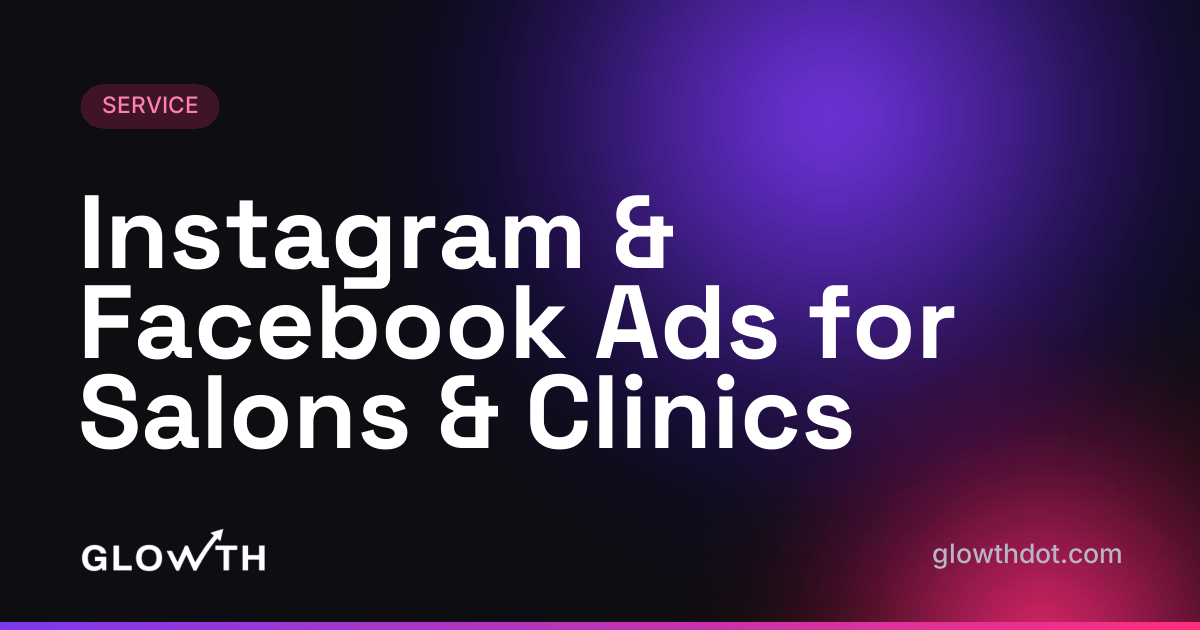 SERVICE
Instagram &
Facebook Ads for
Salons & Clinics
GLOWTH
glowthdot.com